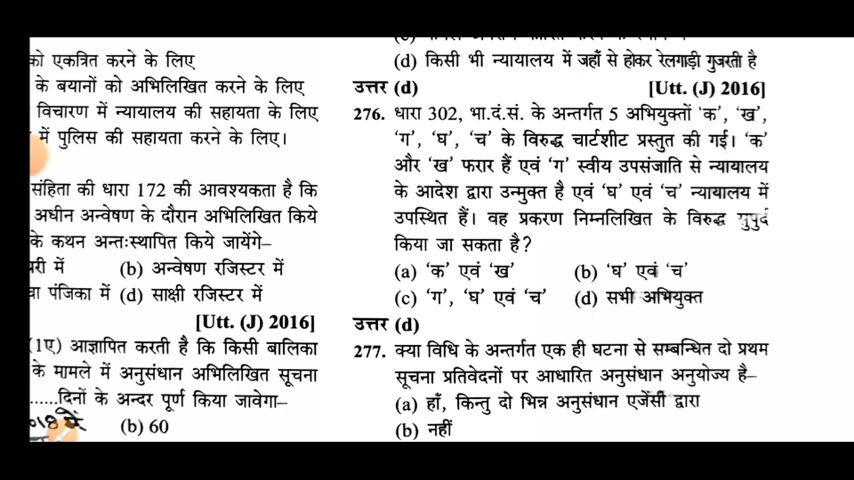 को एकत्रित करने के लिए
के बयानों को अभिलिखित करने के लिए
विचारण में न्यायालय की सहायता के लिए
में पुलिस की सहायता करने के लिए।
संहिता की धारा 172 की आवश्यकता है कि
अधीन अन्वेषण के दौरान अभिलिखित किये
के कथन अन्तःस्थापित किये जायेंगे–
में (b) अन्वेषण रजिस्टर में
पंजिका में (d) साक्षी रजिस्टर में
[Utt. (J) 2016]
(1ए) आज्ञापित करती है कि किसी बालिका
के मामले में अनुसंधान अभिलिखित सूचना
......दिनों के अन्दर पूर्ण किया जावेगा–
में
(b) 60
(d) किसी भी न्यायालय में जहाँ से होकर रेलगाड़ी गुजरती है
उत्तर (d) [Utt. (J) 2016]
276. धारा 302, भा.दं.सं. के अन्तर्गत 5 अभियुक्तों ‘क’, ‘ख’,
‘ग’, ‘घ’, ‘च’ के विरुद्ध चार्टशीट प्रस्तुत की गई। ‘क’
और ‘ख’ फरार हैं एवं ‘ग’ स्वीय उपसंजाति से न्यायालय
के आदेश द्वारा उन्मुक्त है एवं ‘घ’ एवं ‘च’ न्यायालय में
उपस्थित हैं। वह प्रकरण निम्नलिखित के विरुद्ध सुपुर्द
किया जा सकता है?
(a) ‘क’ एवं ‘ख’ (b) ‘घ’ एवं ‘च’
(c) ‘ग’, ‘घ’ एवं ‘च’ (d) सभी अभियुक्त
उत्तर (d)
277. क्या विधि के अन्तर्गत एक ही घटना से सम्बन्धित दो प्रथम
सूचना प्रतिवेदनों पर आधारित अनुसंधान अनुयोज्य है–
(a) हाँ, किन्तु दो भिन्न अनुसंधान एजेंसी द्वारा
(b) नहीं